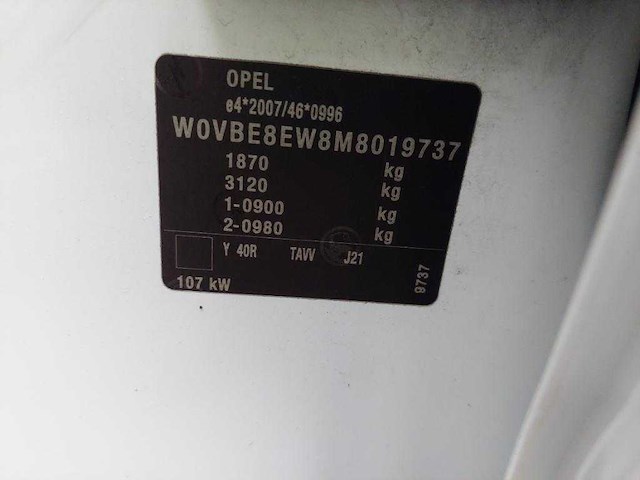 OPEL
e4*2007/46*0996
W0VBE8EW8M8019737
1870 kg
3120 kg
1-0900 kg
2-0980 kg
Y 40R TAVV J21
107 kW
9737